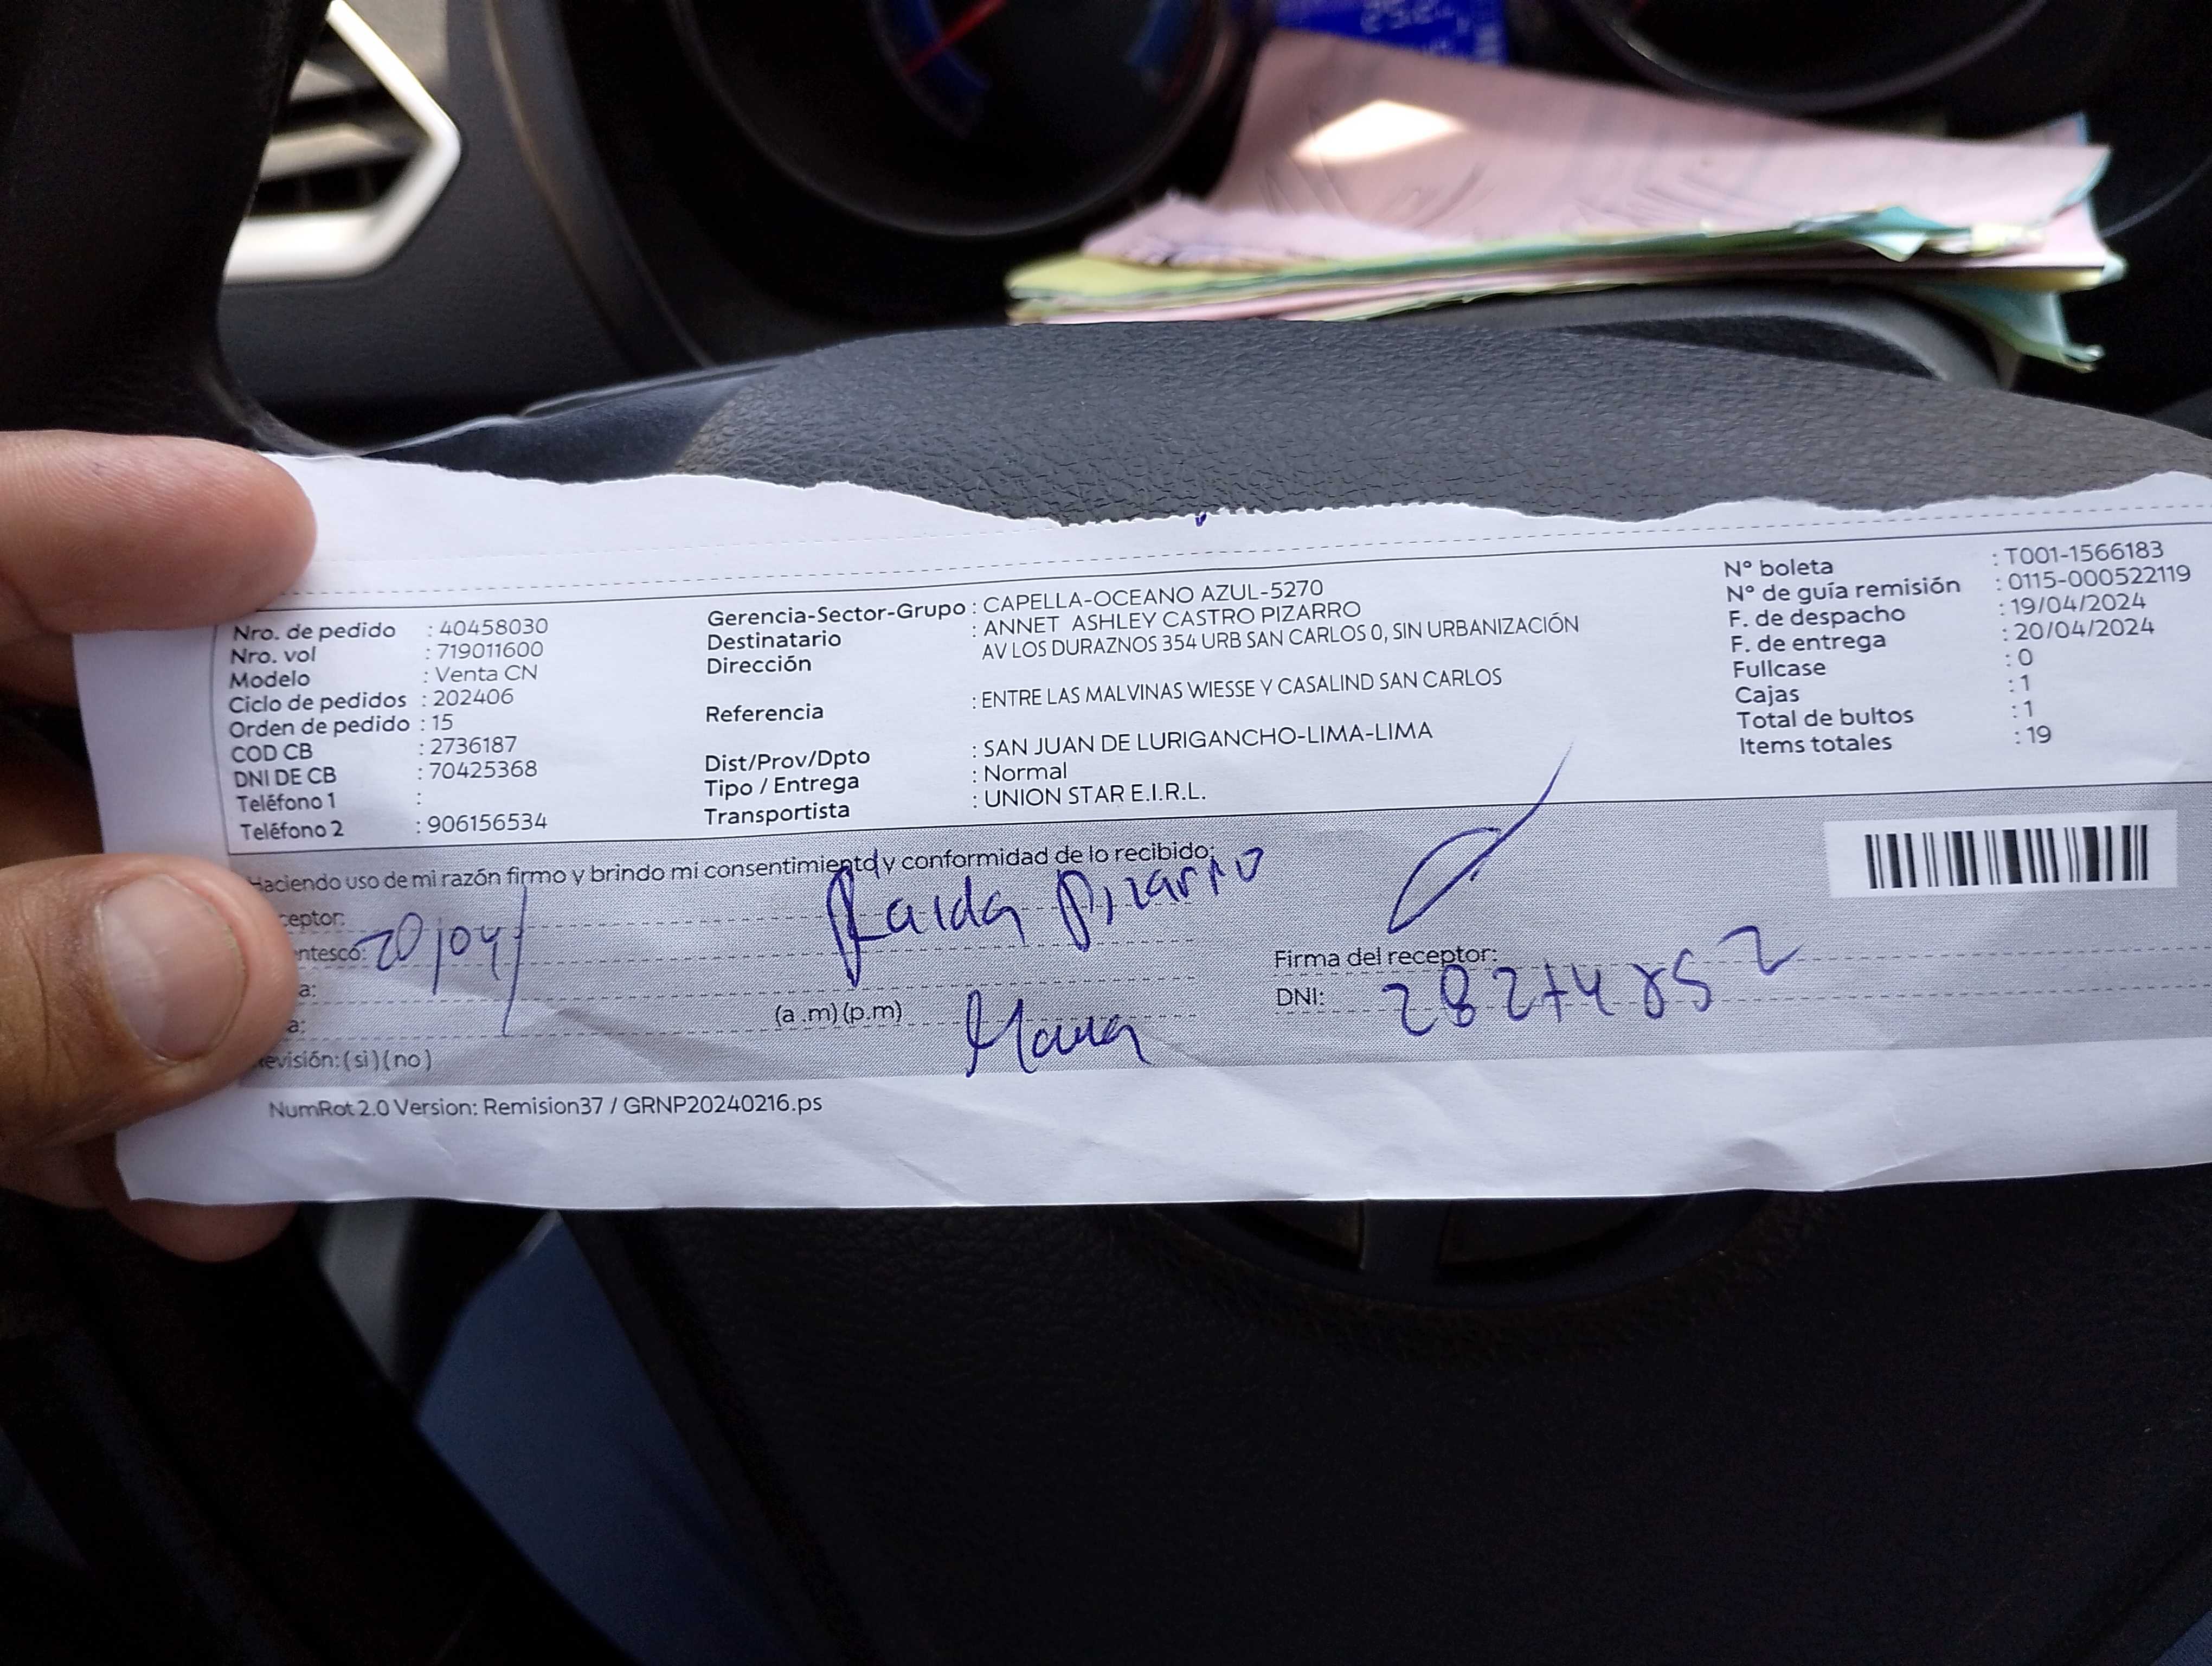 Nro. de pedido : 40458030
Nro. vol : 719011600
Modelo : Venta CN
Ciclo de pedidos : 202406
Orden de pedido : 15
COD CB : 2736187
DNI DE CB : 70425368
Teléfono 1 :
Teléfono 2 : 906156534
Gerencia-Sector-Grupo : CAPELLA-OCEANO AZUL-5270
Destinatario : ANNET ASHLEY CASTRO PIZARRO
Dirección AV LOS DURAZNOS 354 URB SAN CARLOS 0, SIN URBANIZACIÓN
Referencia : ENTRE LAS MALVINAS WIESSE Y CASALIND SAN CARLOS
Dist/Prov/Dpto : SAN JUAN DE LURIGANCHO-LIMA-LIMA
Tipo / Entrega : Normal
Transportista : UNION STAR E.I.R.L.
N° boleta : T001-1566183
N° de guía remisión : 0115-000522119
F. de despacho : 19/04/2024
F. de entrega : 20/04/2024
Fullcase : 0
Cajas : 1
Total de bultos : 1
Items totales : 19
Haciendo uso de mi razón firmo y brindo mi consentimiento y conformidad de lo recibido:
ceptor: Pizarro
ntesco: 20/04/
a:
a: (a .m) (p.m)
evisión: (si) (no)
Firma del receptor:
DNI:
NumRot 2.0 Version: Remision37 / GRNP20240216.ps